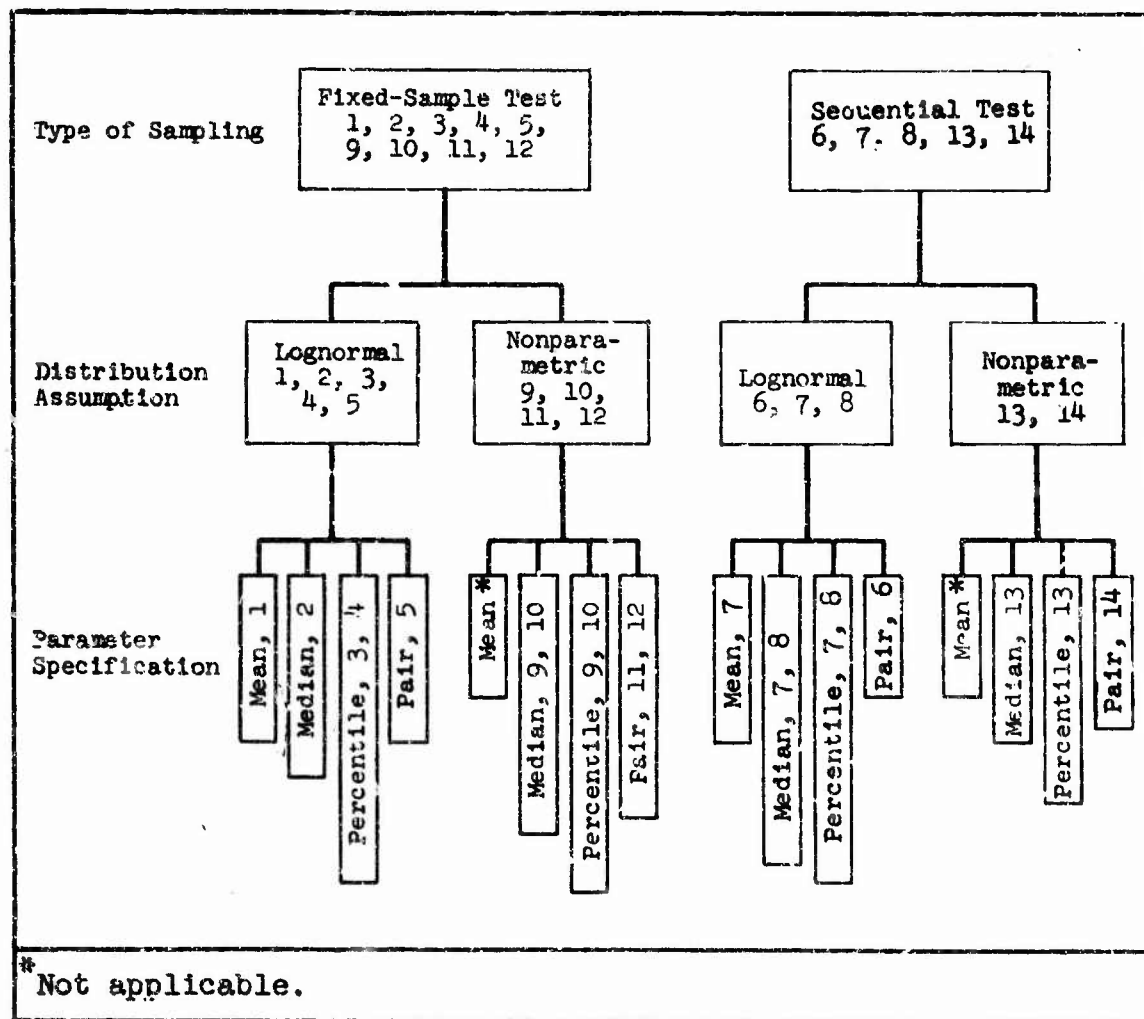 Type of Sampling
Fixed-Sample Test
1, 2, 3, 4, 5,
9, 10, 11, 12
Sequential Test
6, 7, 8, 13, 14
Distribution
Assumption
Lognormal
1, 2, 3,
4, 5
Nonpara-
metric
9, 10,
11, 12
Lognormal
6, 7, 8
Nonpara-
metric
13, 14
Parameter
Specification
Mean, 1
Median, 2
Percentile, 3, 4
Pair, 5
Mean*
Median, 9, 10
Percentile, 9, 10
Pair, 11, 12
Mean, 7
Median, 7, 8
Percentile, 7, 8
Pair, 6
Mean*
Median, 13
Percentile, 13
Pair, 14
*Not applicable.